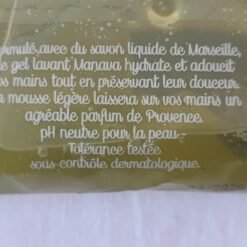 ormulé avec du savon liquide de Marseille,
le gel lavant Manava hydrate et adoucit
os mains tout en préservant leur douceur.
a mousse légère laissera sur vos mains un
agréable parfum de Provence.
pH neutre pour la peau -
Tolérance testée
sous contrôle dermatologique.